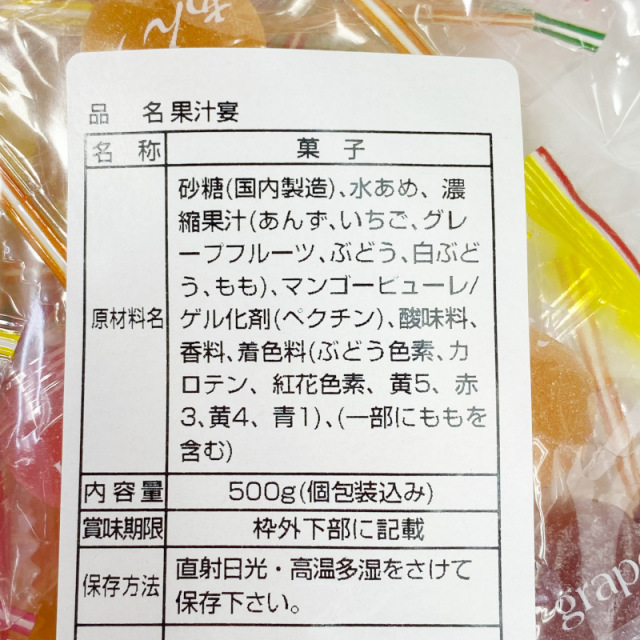 あん
品 名 果汁宴
名 称 菓 子
原材料名 砂糖(国内製造)、水あめ、濃
縮果汁(あんず、いちご、グレ
ープフルーツ、ぶどう、白ぶど
う、もも)、マンゴーピューレ/
ゲル化剤(ペクチン)、酸味料、
香料、着色料(ぶどう色素、カ
ロテン、紅花色素、黄5、赤
3、黄4、青1)、(一部にももを
含む)
内容量 500g(個包装込み)
賞味期限 枠外下部に記載
保存方法 直射日光・高温多湿をさけて
保存下さい。
grap